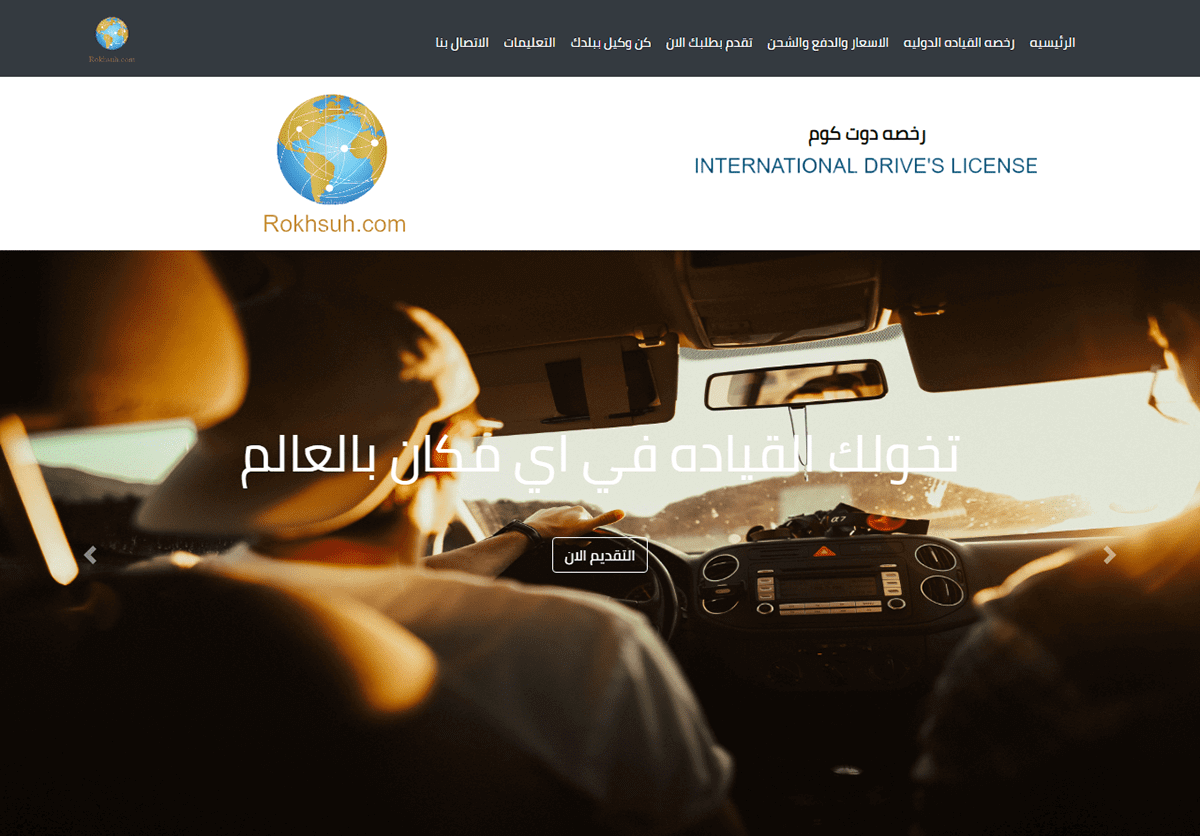 الرئيسيه رخصه القياده الدوليه الاسعار والدفع والشحن تقدم بطلبك الان كن وكيل ببلدك التعليمات الاتصال بنا
Rokhsuh.com
رخصه دوت كوم
INTERNATIONAL DRIVE'S LICENSE
Rokhsuh.com
تخولك القياده في اي مكان بالعالم
التقديم الان